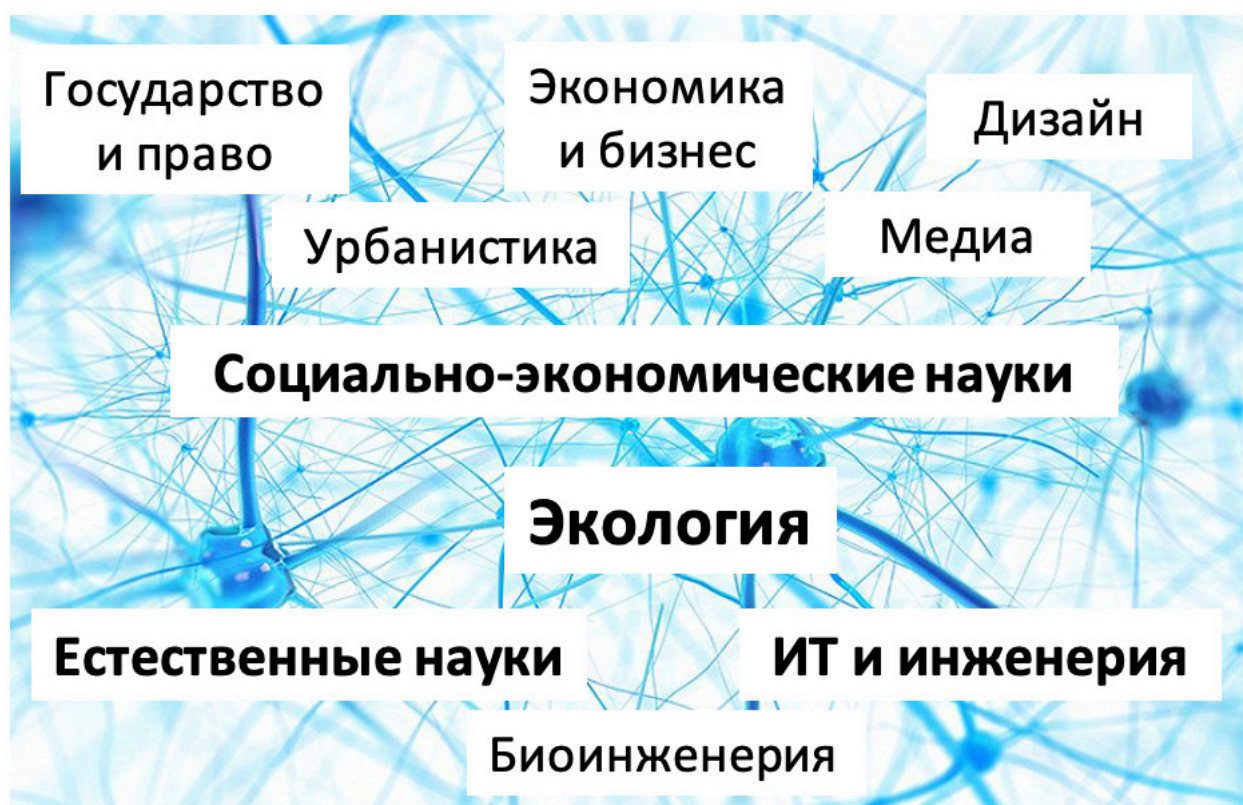 Государство
и право
Экономика
и бизнес
Дизайн
Урбанистика
Медиа
Социально-экономические науки
Экология
Естественные науки
ИТ и инженерия
Биоинженерия